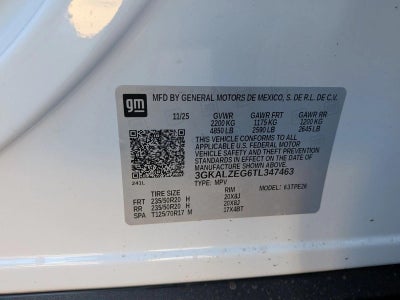 gm
MFD BY GENERAL MOTORS DE MEXICO, S. DE R.L. DE C.V.
11/25 GVWR GAWR FRT GAWR RR
2200 KG 1175 KG 1200 KG
4850 LB 2590 LB 2645 LB
THIS VEHICLE CONFORMS TO ALL
APPLICABLE U.S. FEDERAL MOTOR
VEHICLE SAFETY AND THEFT PREVENTION
STANDARDS IN EFFECT ON THE DATE OF
MANUFACTURE SHOWN ABOVE.
3GKALZEG6TL347463
TYPE: MPV MODEL: 63TPE26
241L
TIRE SIZE RIM
FRT 235/50R20 H 20X8J
RR 235/50R20 H 20X8J
SPA T125/70R17 M 17X4BT